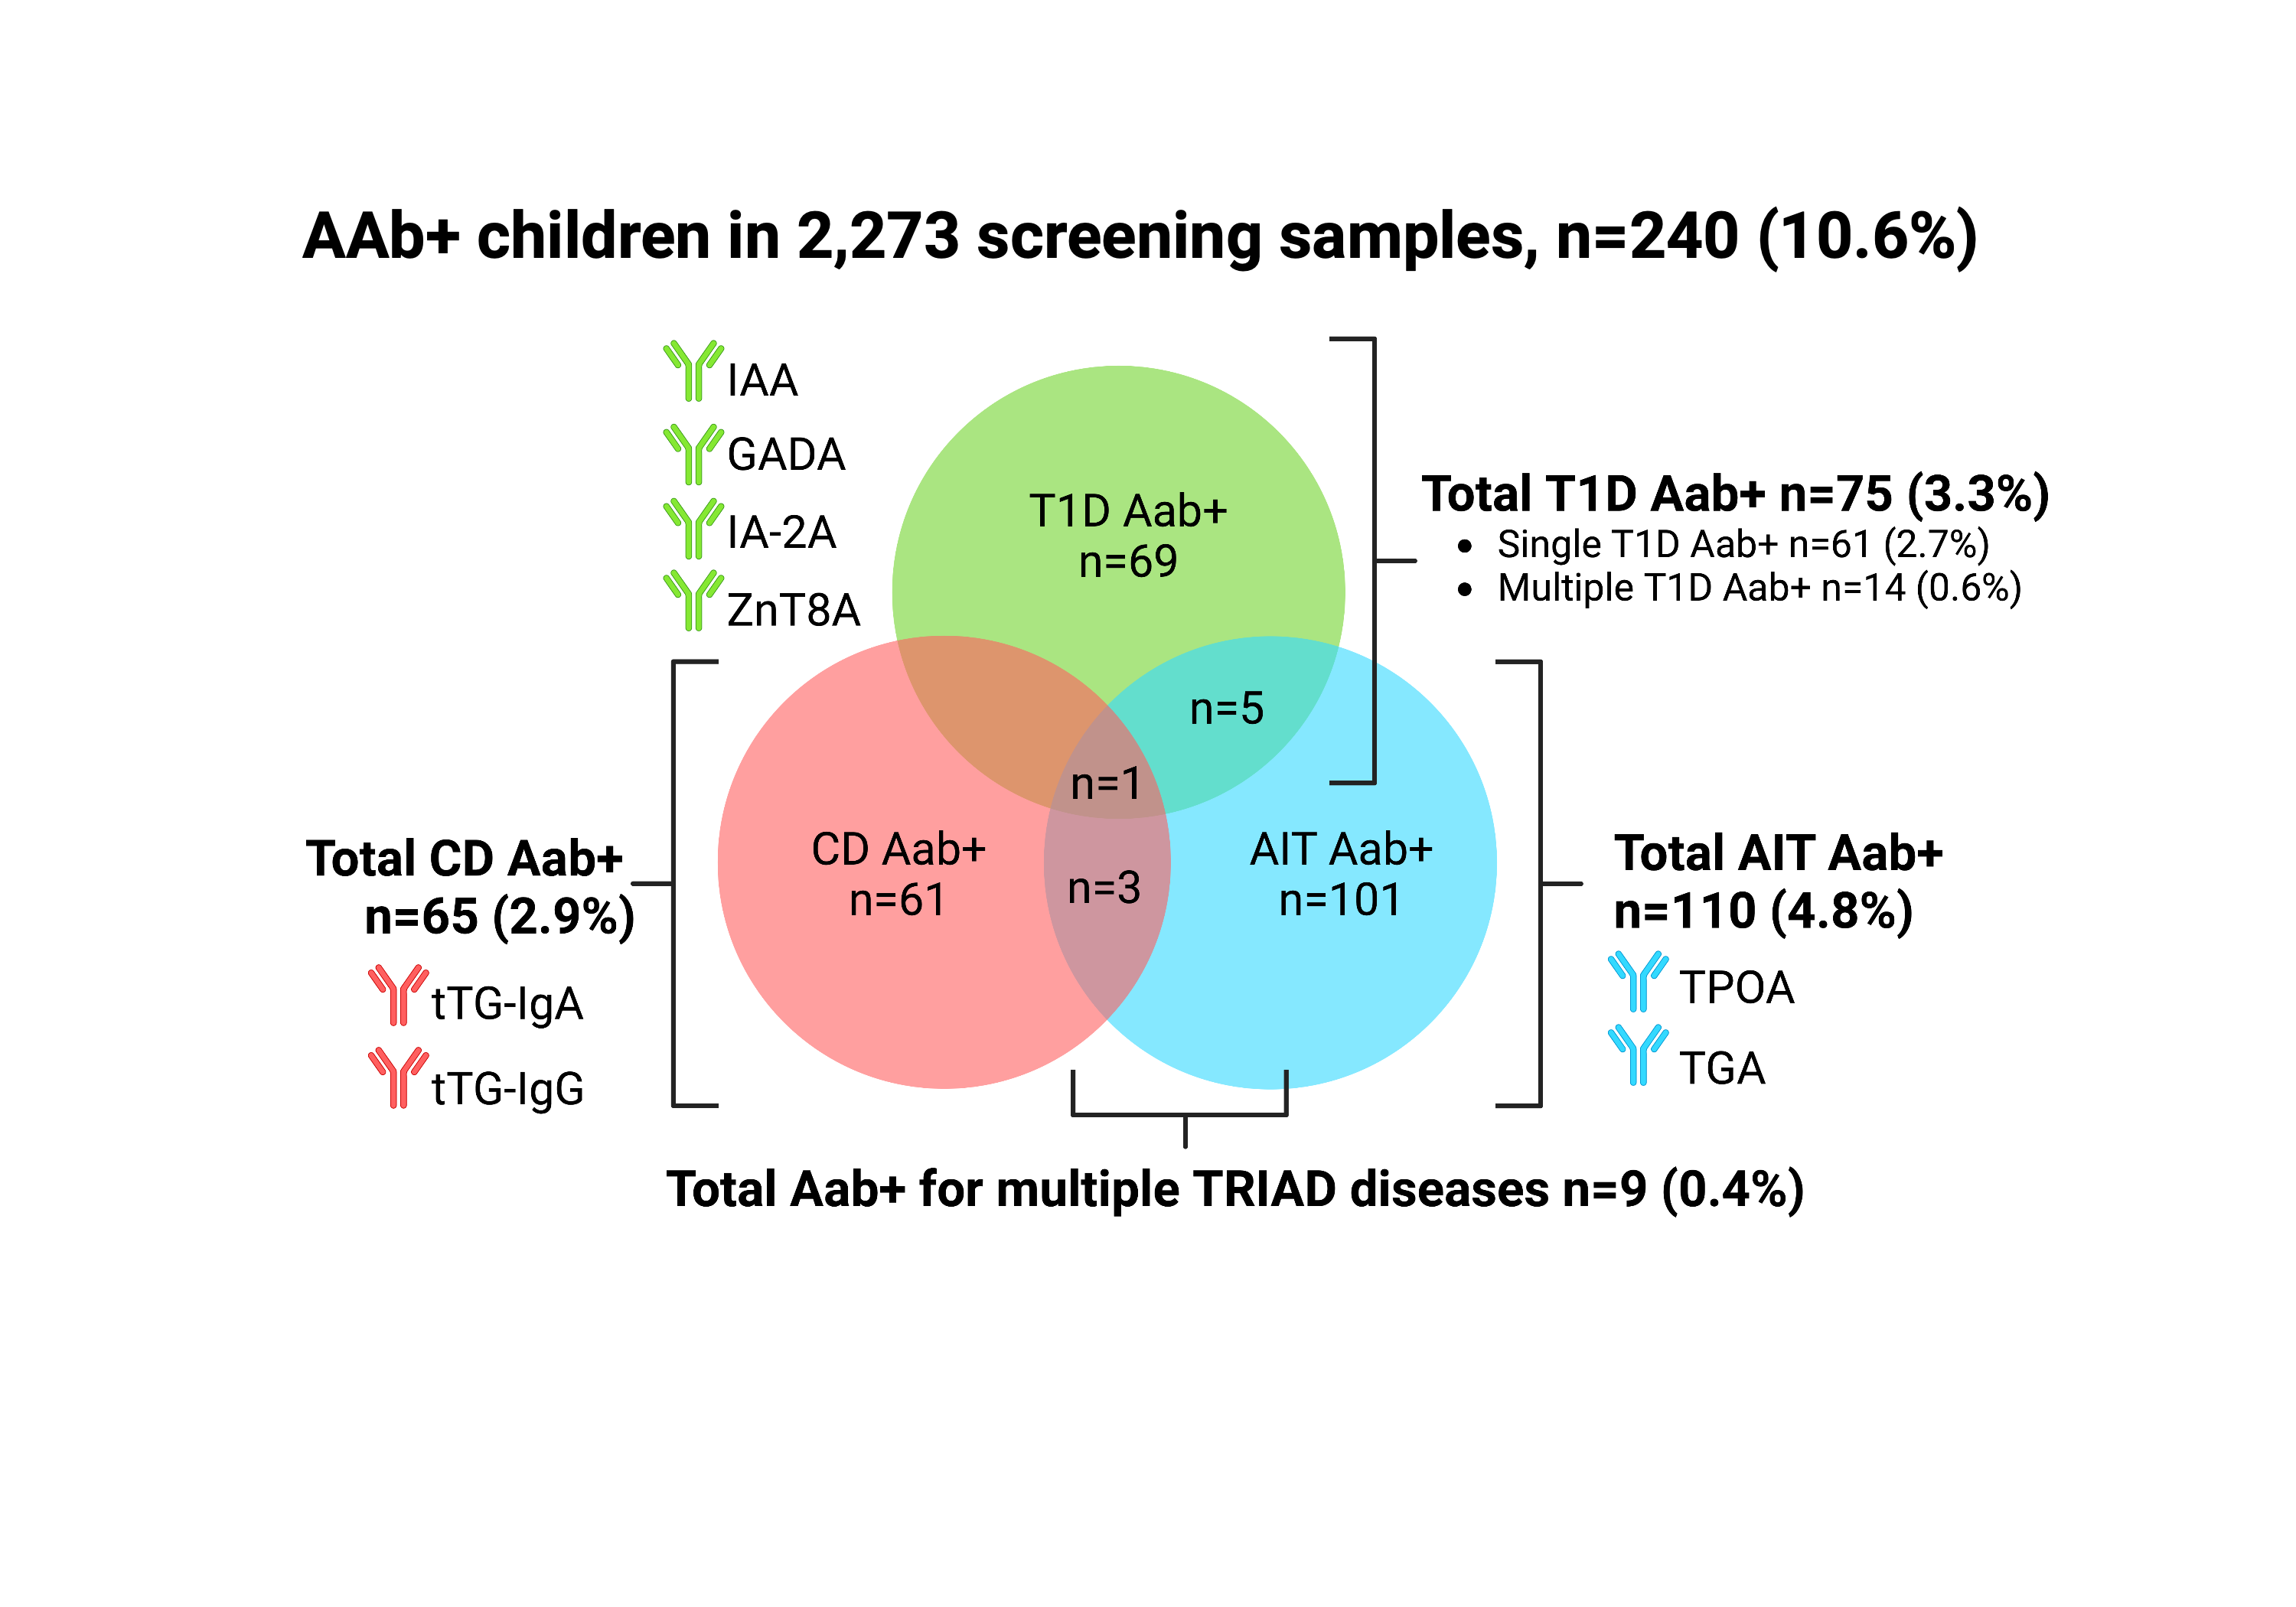 AAb+ children in 2,273 screening samples, n=240 (10.6%)
IAA
GADA
IA-2A
ZnT8A
T1D Aab+
n=69
Total T1D Aab+ n=75 (3.3%)
• Single T1D Aab+ n=61 (2.7%)
• Multiple T1D Aab+ n=14 (0.6%)
n=5
n=1
n=3
CD Aab+
n=61
AIT Aab+
n=101
Total CD Aab+
n=65 (2.9%)
tTG-IgA
tTG-IgG
Total AIT Aab+
n=110 (4.8%)
TPOA
TGA
Total Aab+ for multiple TRIAD diseases n=9 (0.4%)